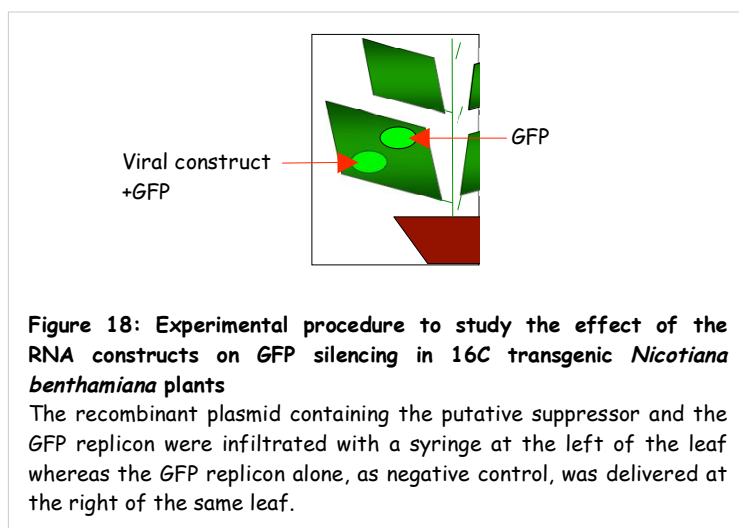 GFP
Viral construct
+GFP
Figure 18: Experimental procedure to study the effect of the
RNA constructs on GFP silencing in 16C transgenic Nicotiana
benthamiana plants
The recombinant plasmid containing the putative suppressor and the
GFP replicon were infiltrated with a syringe at the left of the leaf
whereas the GFP replicon alone, as negative control, was delivered at
the right of the same leaf.